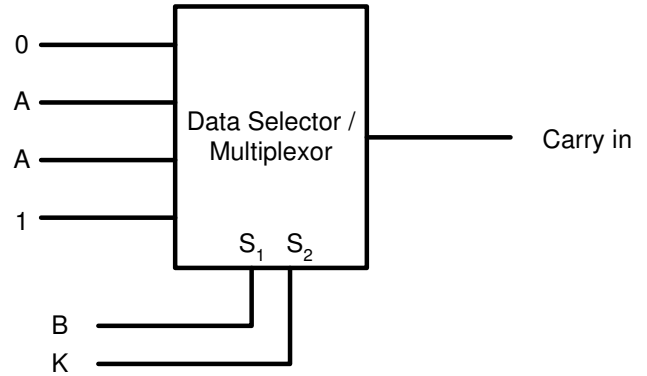 0
A
A
1
Data Selector /
Multiplexor
S1 S2
Carry in
B
K